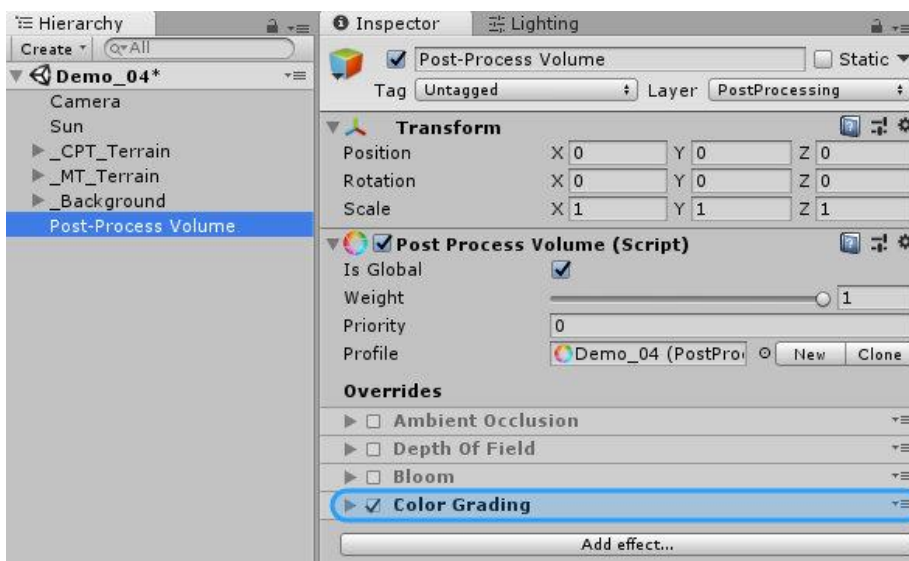 Hierarchy
Create
All
Demo_04*
Camera
Sun
_CPT_Terrain
_MT_Terrain
_Background
Post-Process Volume
Inspector
Lighting
Post-Process Volume
Static
Tag Untagged Layer PostProcessing
Transform
Position X 0 Y 0 Z 0
Rotation X 0 Y 0 Z 0
Scale X 1 Y 1 Z 1
Post Process Volume (Script)
Is Global
Weight 1
Priority 0
Profile Demo_04 (PostPro New Clone
Overrides
Ambient Occlusion
Depth Of Field
Bloom
Color Grading
Add effect...